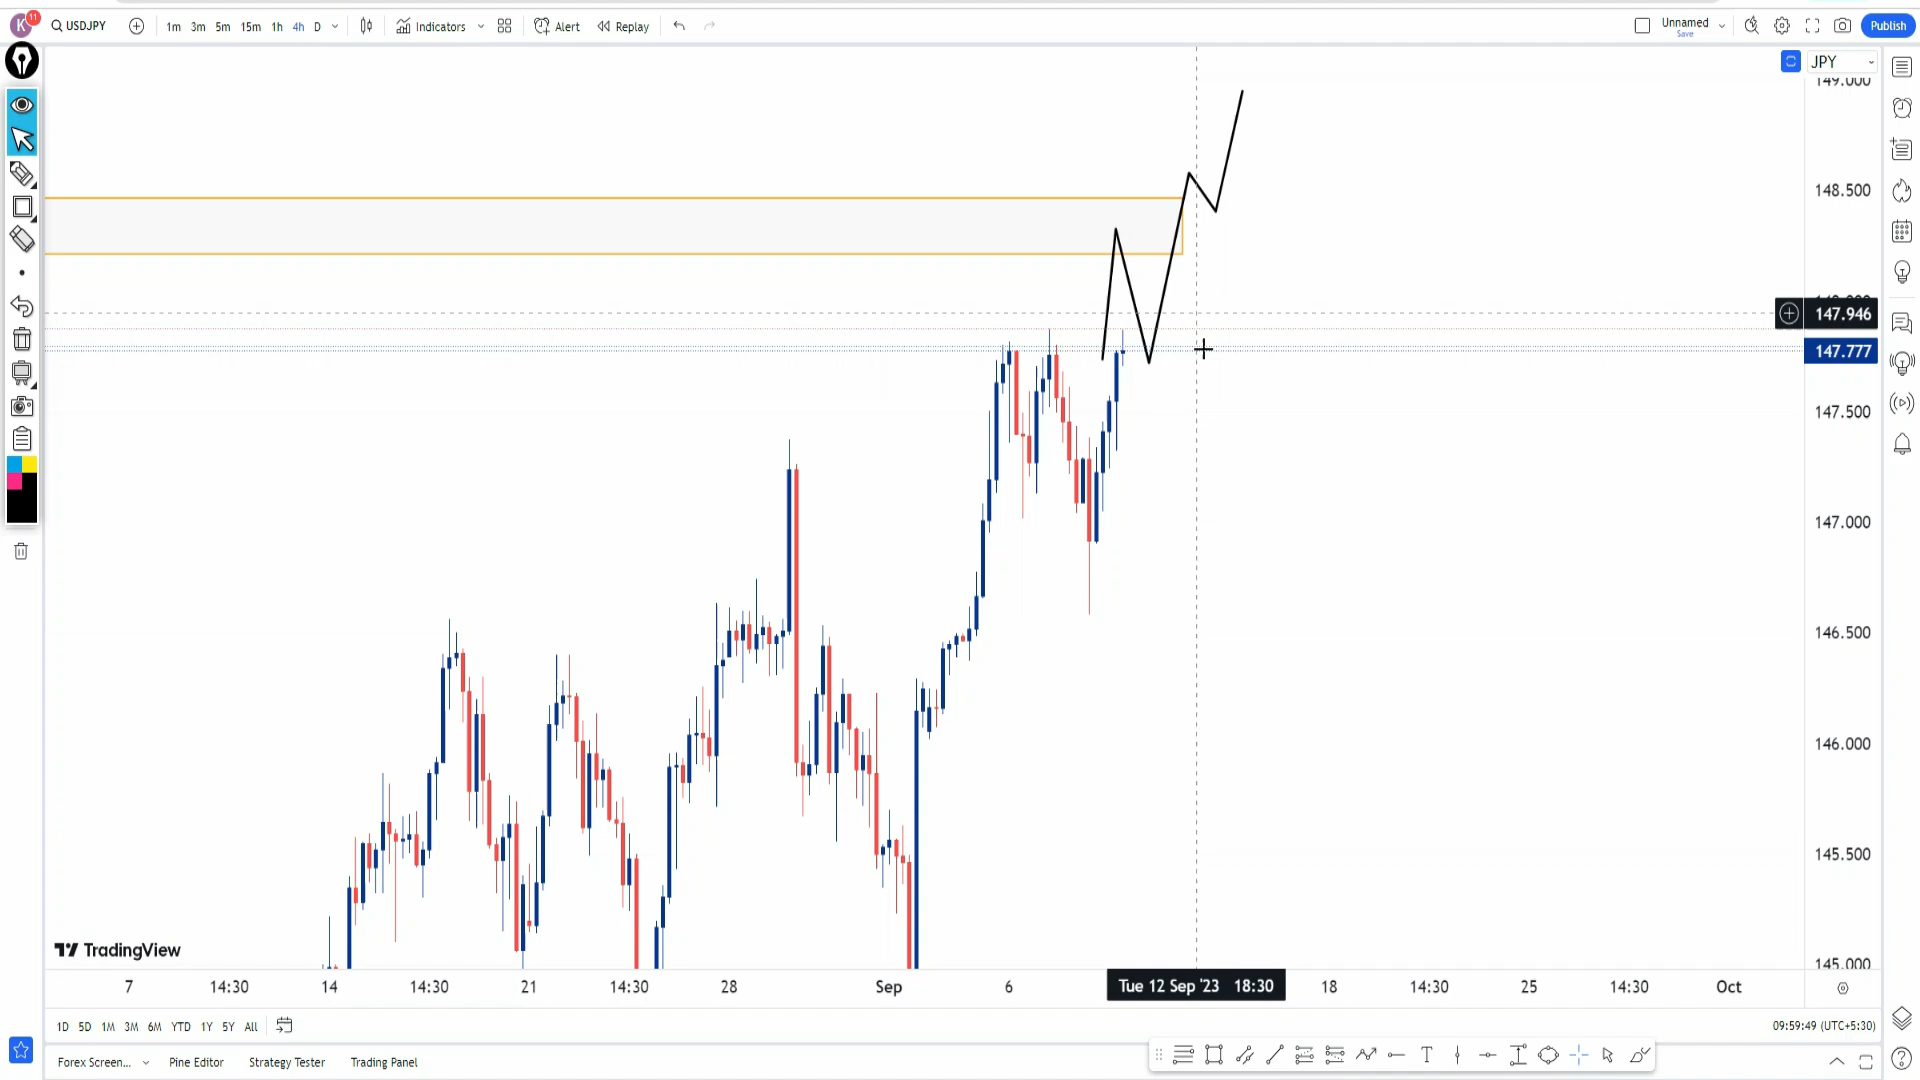 K 11 USDJPY 1m 3m 5m 15m 1h 4h D Indicators Alert Replay Unnamed Save Publish
JPY
149.000
148.500
147.946
147.777
147.500
147.000
146.500
146.000
145.500
145.000
TradingView
7 14:30 14 14:30 21 14:30 28 Sep 6 Tue 12 Sep '23 18:30 18 14:30 25 14:30 Oct
1D 5D 1M 3M 6M YTD 1Y 5Y All 09:59:49 (UTC+5:30)
Forex Screen... Pine Editor Strategy Tester Trading Panel